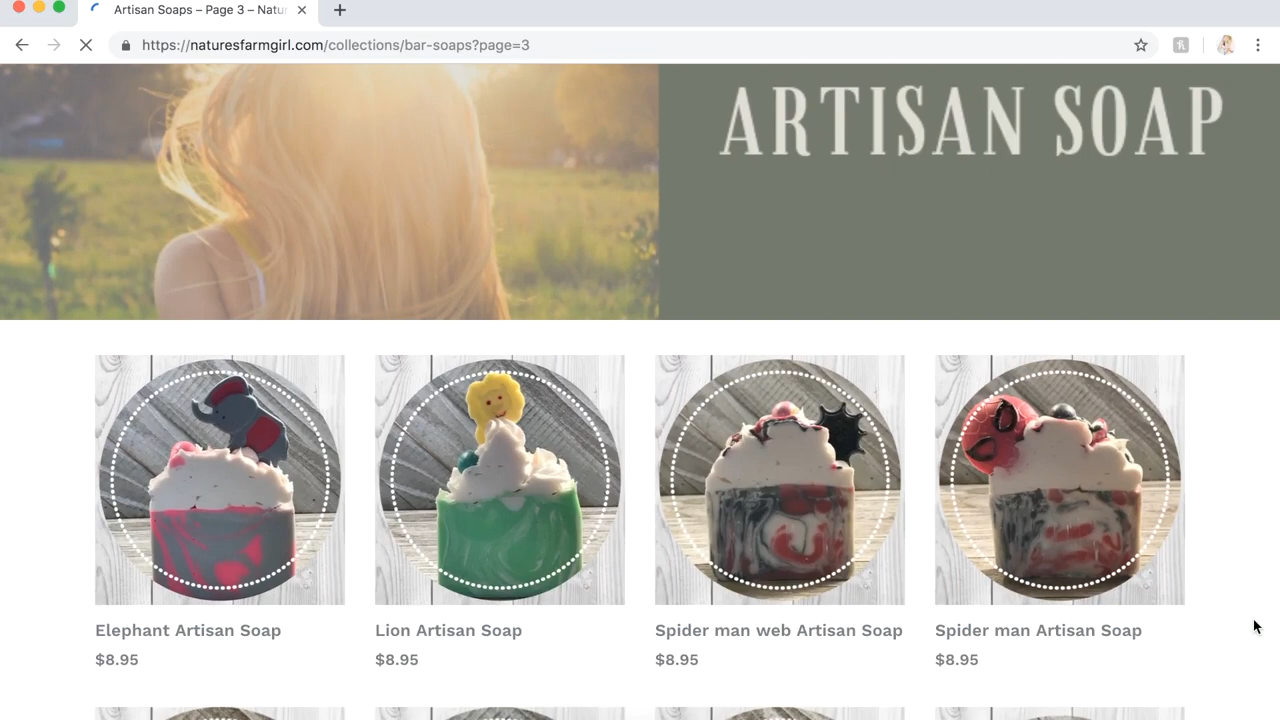 Artisan Soaps – Page 3 – Natur
https://naturesfarmgirl.com/collections/bar-soaps?page=3
ARTISAN SOAP
Elephant Artisan Soap
$8.95
Lion Artisan Soap
$8.95
Spider man web Artisan Soap
$8.95
Spider man Artisan Soap
$8.95